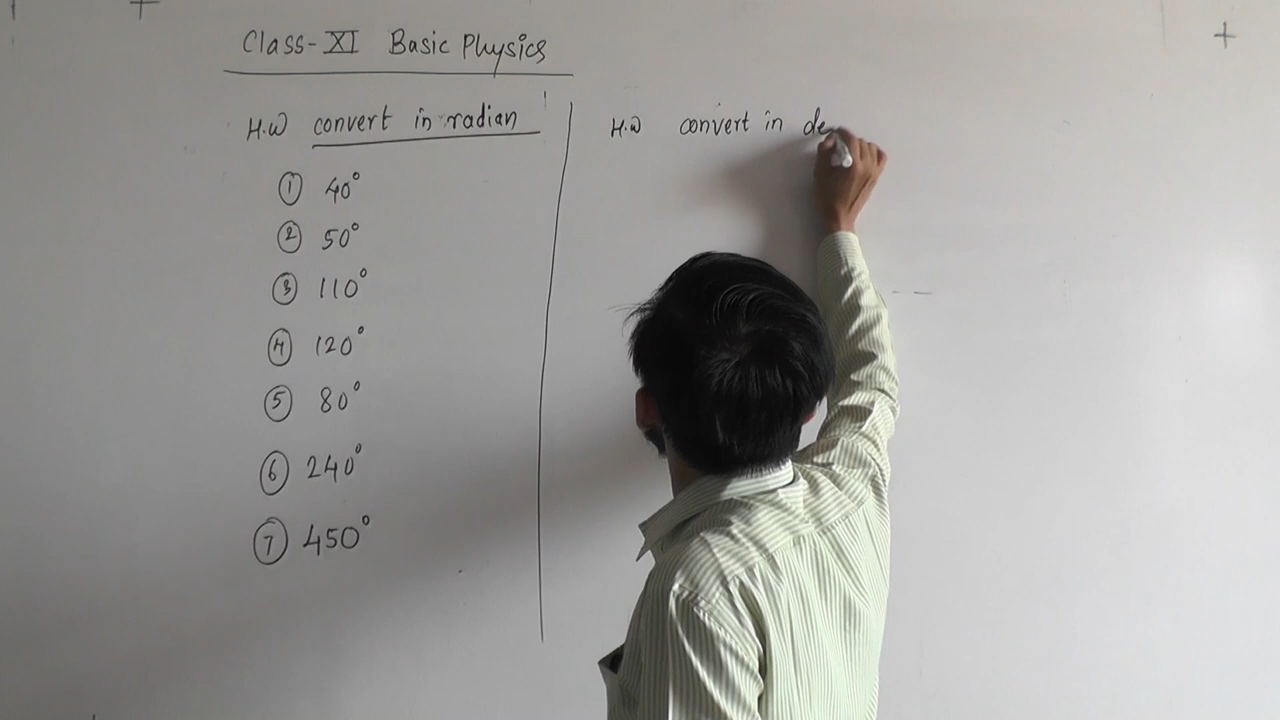 Class-XI Basic Physics
H.W convert in radian
① 40°
② 50°
③ 110°
④ 120°
⑤ 80°
⑥ 240°
⑦ 450°
H.W convert in de